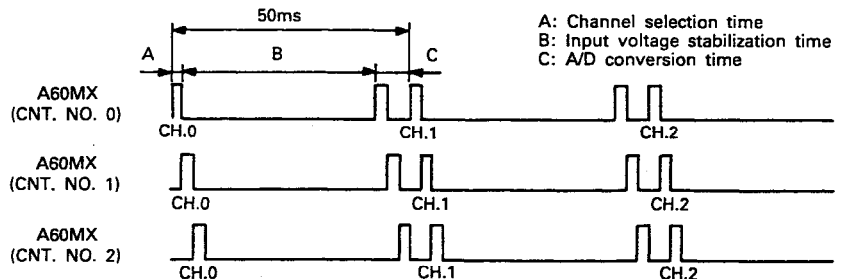 50ms
A: Channel selection time
B: Input voltage stabilization time
C: A/D conversion time
A B C
A60MX
(CNT. NO. 0)
CH.0 CH.1 CH.2
A60MX
(CNT. NO. 1)
CH.0 CH.1 CH.2
A60MX
(CNT. NO. 2)
CH.0 CH.1 CH.2